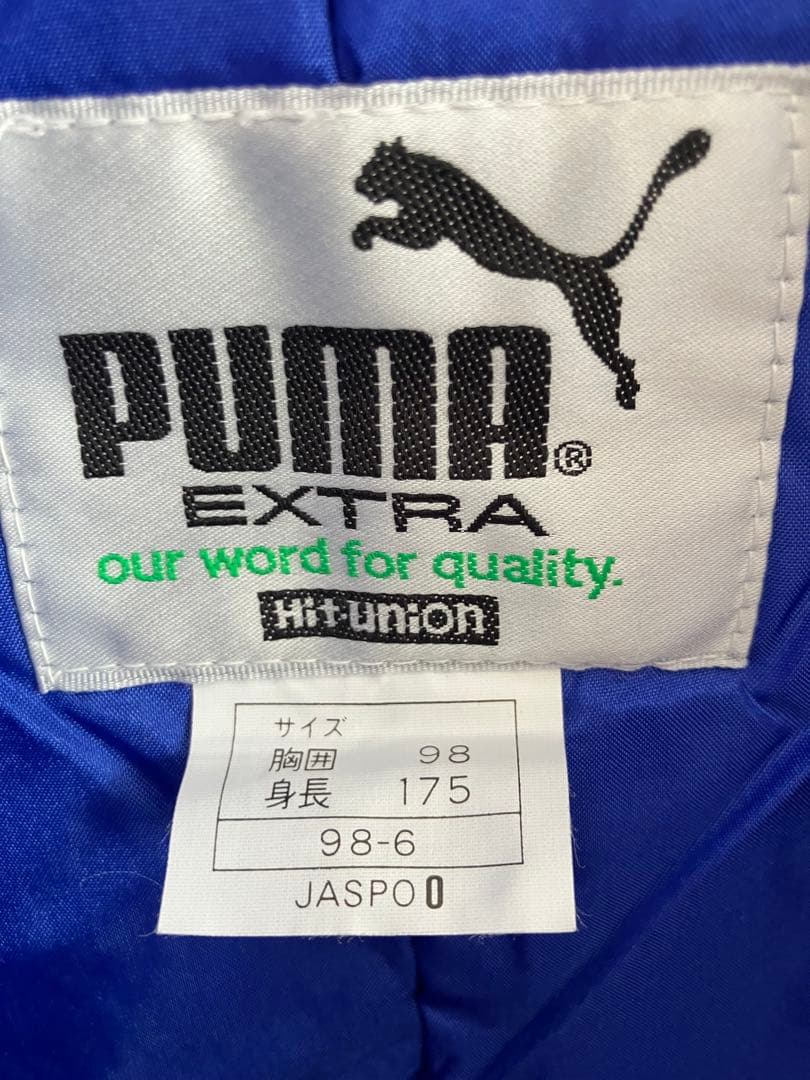 PUMA®
EXTRA
our word for quality.
Hit-union
サイズ
胸囲 98
身長 175
98-6
JASPO O